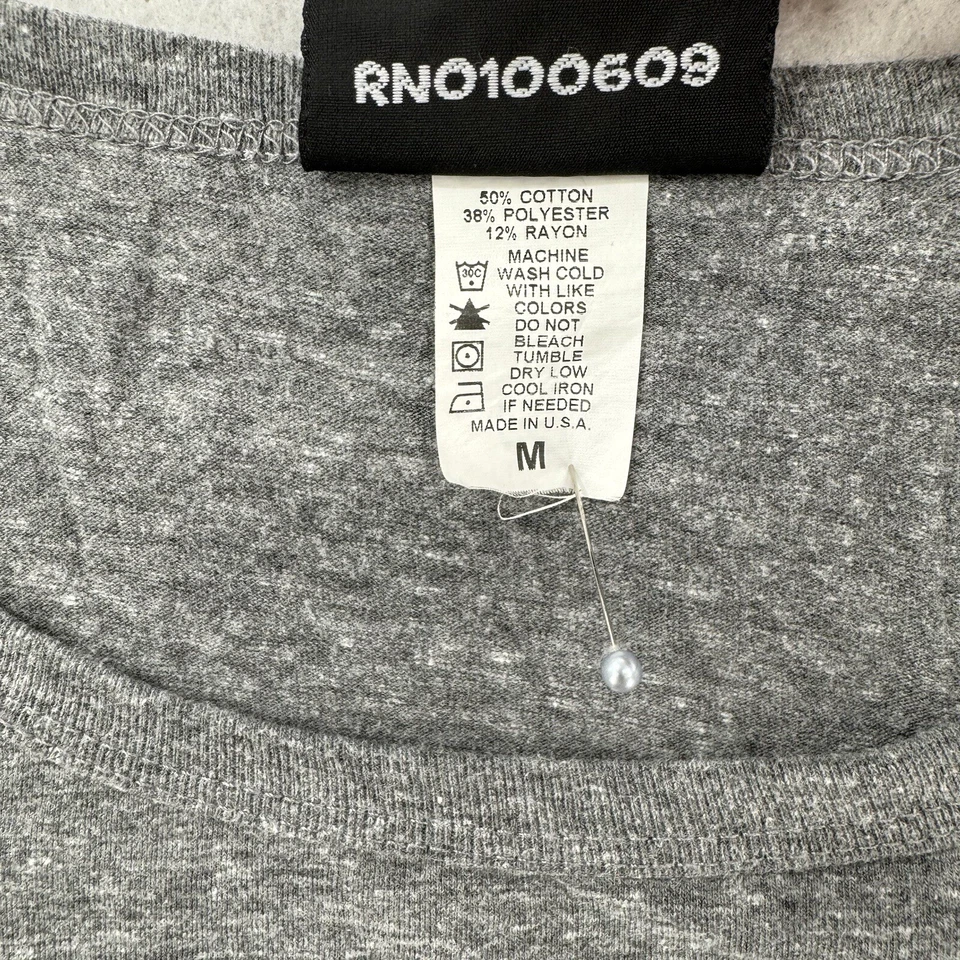 RN0100609
50% COTTON
38% POLYESTER
12% RAYON
MACHINE
30C WASH COLD
WITH LIKE
COLORS
DO NOT
BLEACH
TUMBLE
DRY LOW
COOL IRON
IF NEEDED
MADE IN U.S.A.
M